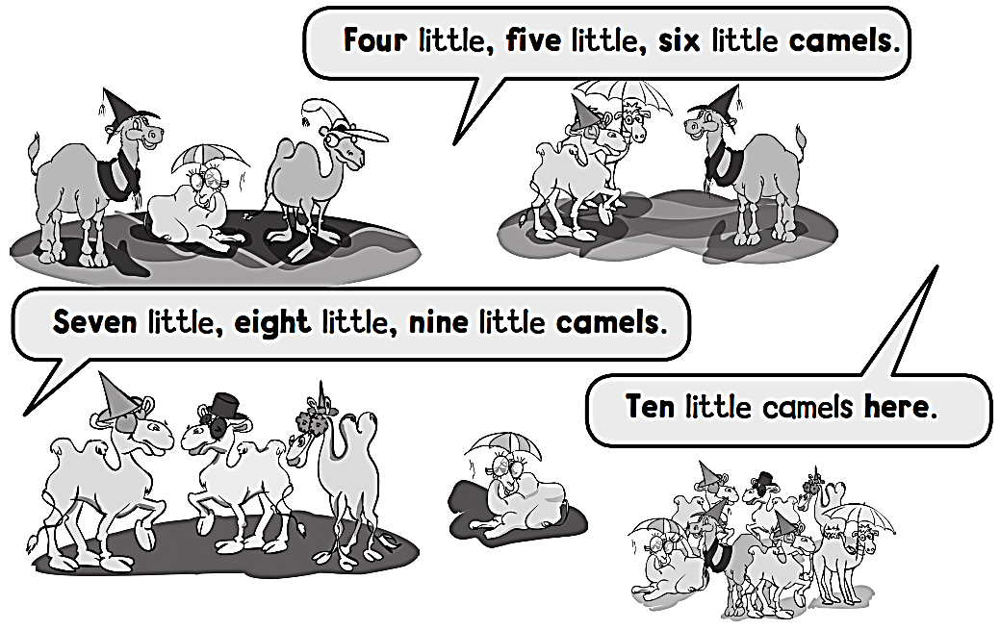 Four little, five little, six little camels.
Seven little, eight little, nine little camels.
Ten little camels here.